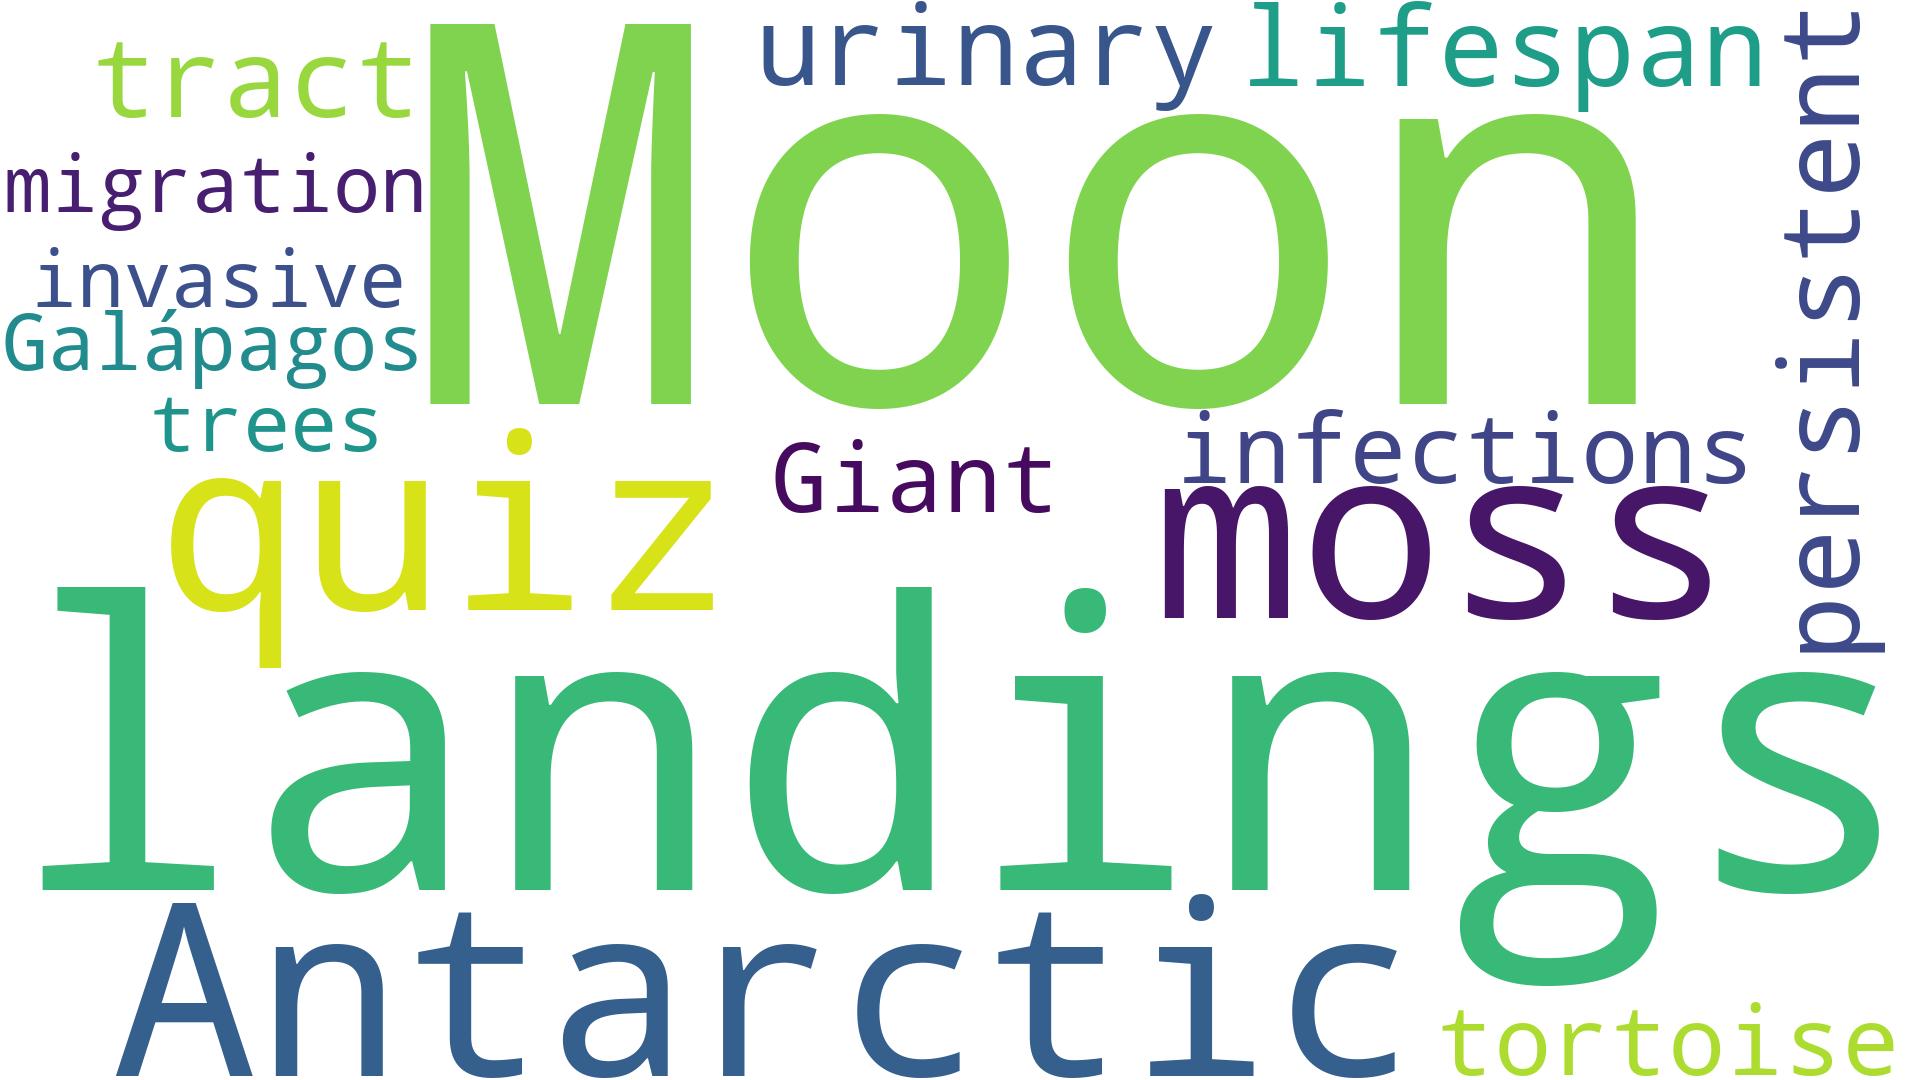 tract
Moon
urinary
lifespan
persistent
migration
invasive
Galápagos
trees
quiz
Giant
infections
moss
landings
Antarctic
tortoise